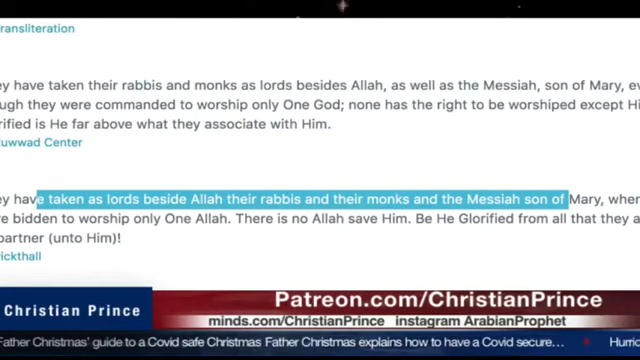 ransliteration
ey have taken their rabbis and monks as lords besides Allah, as well as the Messiah, son of Mary, ev
ough they were commanded to worship only One God; none has the right to be worshiped except Hi
rified is He far above what they associate with Him.
uwwad Center
ey have taken as lords beside Allah their rabbis and their monks and the Messiah son of Mary, when
re bidden to worship only One Allah. There is no Allah save Him. Be He Glorified from all that they a
partner (unto Him)!
ickthall
Christian Prince
Patreon.com/ChristianPrince
minds.com/ChristianPrince instagram ArabianProphet
Father Christmas' guide to a Covid safe Christmas Father Christmas explains how to have a Covid secure... Hurric